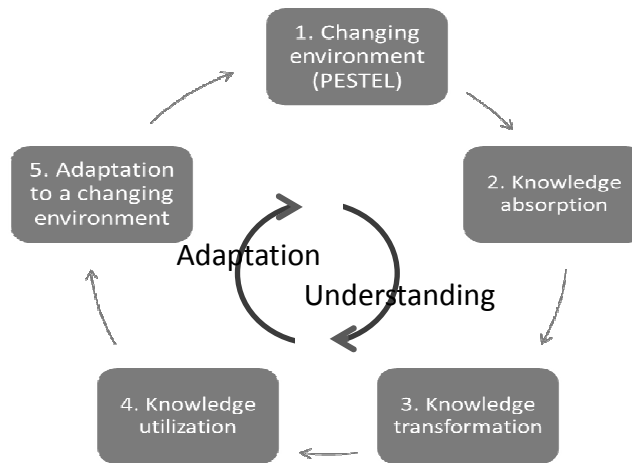 1. Changing
environment
(PESTEL)
2. Knowledge
absorption
3. Knowledge
transformation
4. Knowledge
utilization
5. Adaptation
to a changing
environment
Adaptation
Understanding